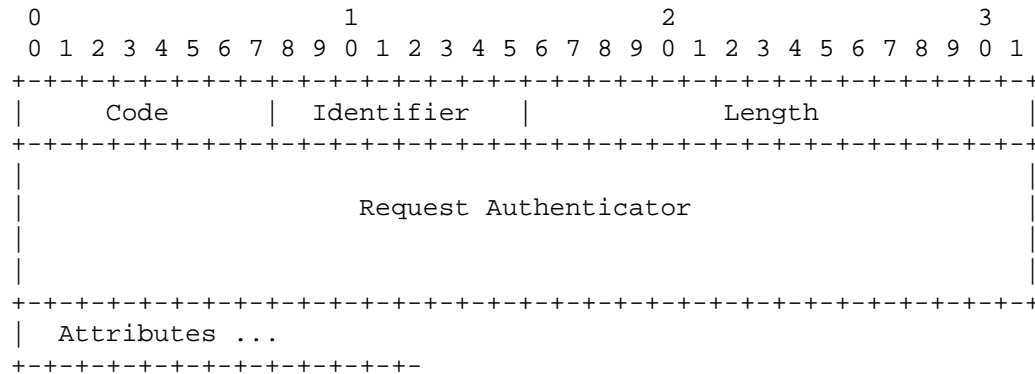 0                   1                   2                   3
 0 1 2 3 4 5 6 7 8 9 0 1 2 3 4 5 6 7 8 9 0 1 2 3 4 5 6 7 8 9 0 1
+-+-+-+-+-+-+-+-+-+-+-+-+-+-+-+-+-+-+-+-+-+-+-+-+-+-+-+-+-+-+-+-+
|     Code      |  Identifier   |            Length             |
+-+-+-+-+-+-+-+-+-+-+-+-+-+-+-+-+-+-+-+-+-+-+-+-+-+-+-+-+-+-+-+-+
|                                                               |
|                     Request Authenticator                     |
|                                                               |
|                                                               |
+-+-+-+-+-+-+-+-+-+-+-+-+-+-+-+-+-+-+-+-+-+-+-+-+-+-+-+-+-+-+-+-+
|  Attributes ...
+-+-+-+-+-+-+-+-+-+-+-+-+-